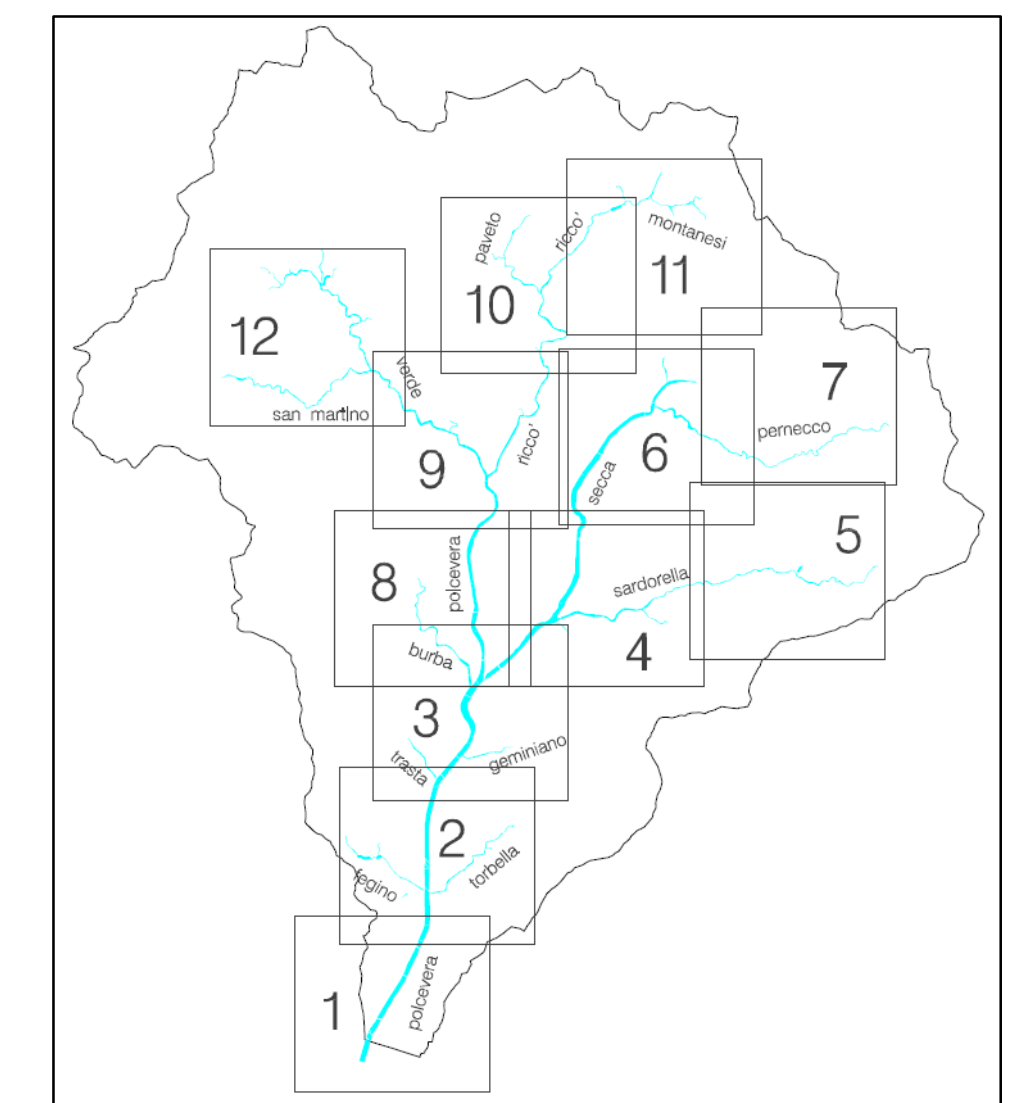 montanesi
ricco'
paveto
11
10
12
verde
7
san martino
pernecco
ricco'
6
9
secca
5
polcevera
8
sardorella
burba
4
3
geminiano
trasta
2
torbella
fegino
polcevera
1